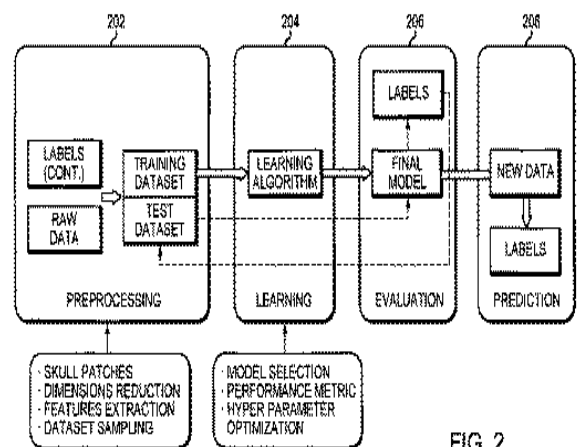 202
204
206
208
LABELS
(CONT.)
RAW
DATA
TRAINING
DATASET
TEST
DATASET
PREPROCESSING
LEARNING
ALGORITHM
LEARNING
LABELS
FINAL
MODEL
EVALUATION
NEW DATA
LABELS
PREDICTION
· SKULL PATCHES
· DIMENSIONS REDUCTION
· FEATURES EXTRACTION
· DATASET SAMPLING
· MODEL SELECTION
· PERFORMANCE METRIC
· HYPER PARAMETER
OPTIMIZATION
FIG. 2